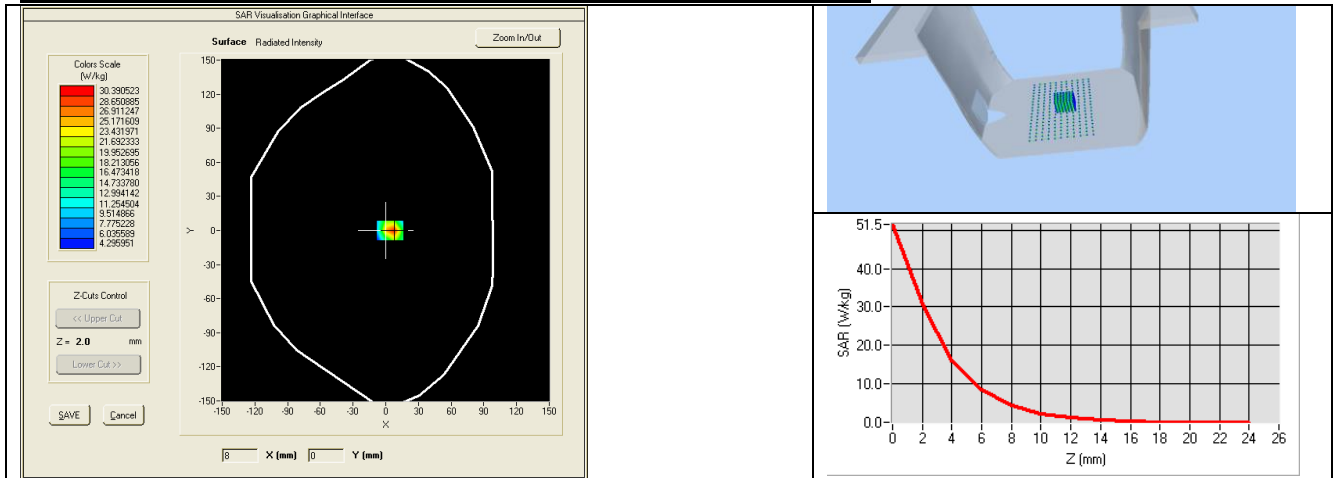 SAR Visualisation Graphical Interface
Surface Radiated Intensity
Zoom In/Out
Colors Scale
(W/kg)
30.390523
28.650885
26.911247
25.171609
23.431971
21.692333
19.952695
18.213056
16.473418
14.733780
12.994142
11.254504
9.514866
7.775228
6.035589
4.295951
Z-Cuts Control
<< Upper Cut
Z = 2.0 mm
Lower Cut >>
SAVE Cancel
150-
120-
90-
60-
30-
0-
-30-
-60-
-90-
-120-
-150-
Y
-150 -120 -90 -60 -30 0 30 60 90 120 150
X
8 X (mm) 0 Y (mm)
51.5-
40.0-
30.0-
20.0-
10.0-
0.0-
SAR (W/kg)
0 2 4 6 8 10 12 14 16 18 20 22 24 26
Z (mm)